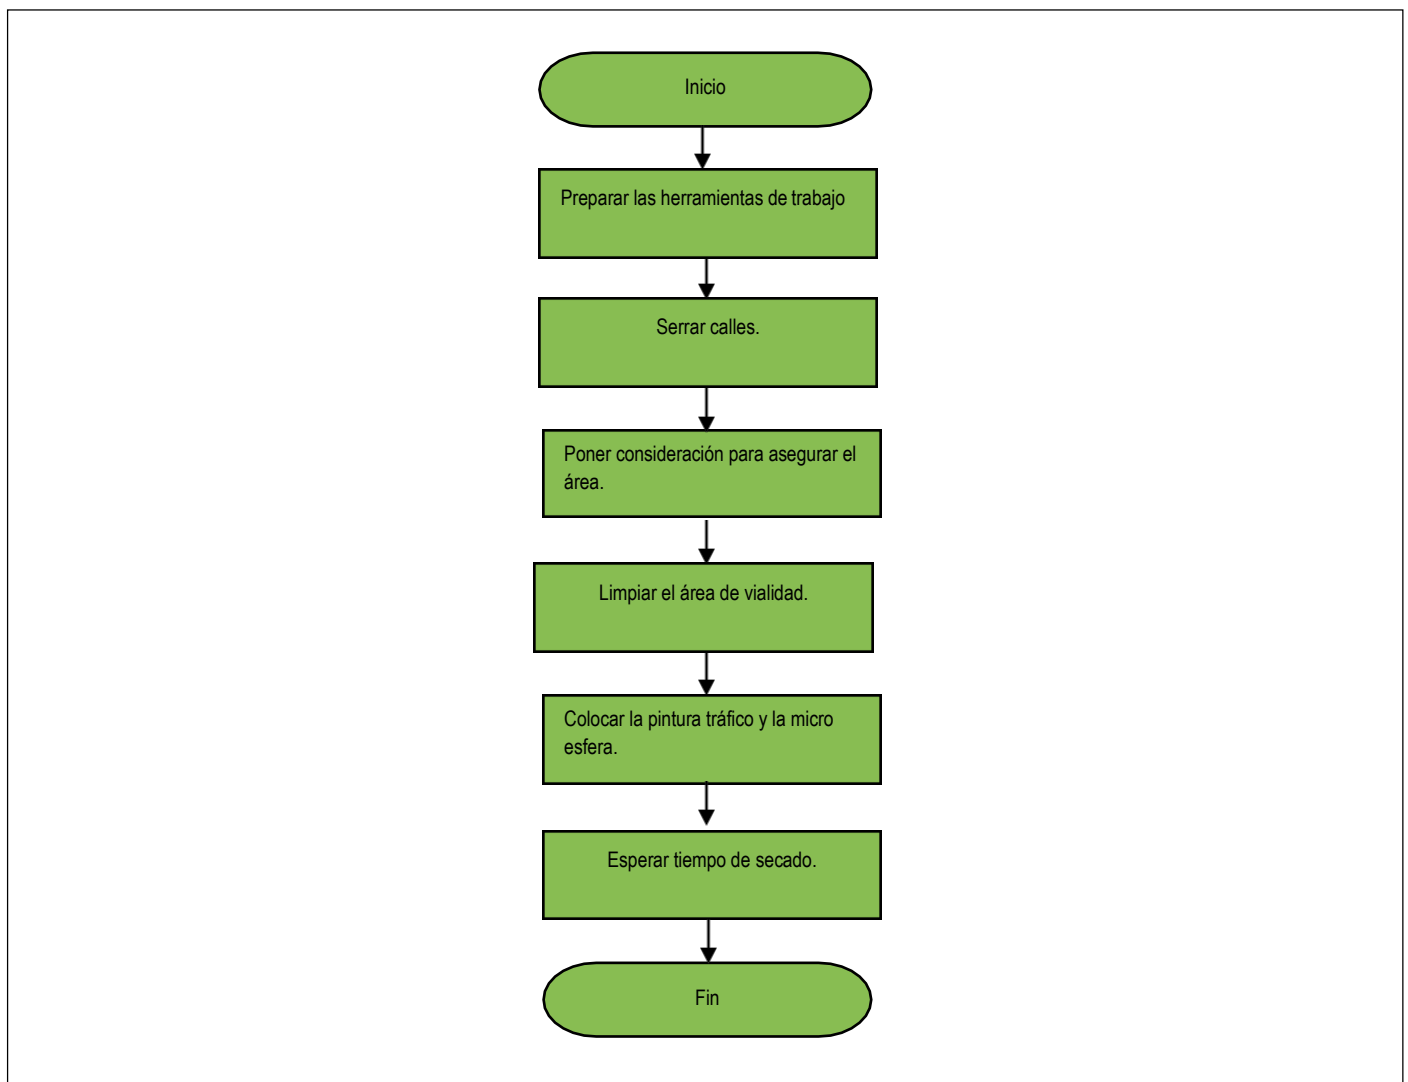 Inicio
Preparar las herramientas de trabajo
Serrar calles.
Poner consideración para asegurar el
área.
Limpiar el área de vialidad.
Colocar la pintura tráfico y la micro
esfera.
Esperar tiempo de secado.
Fin